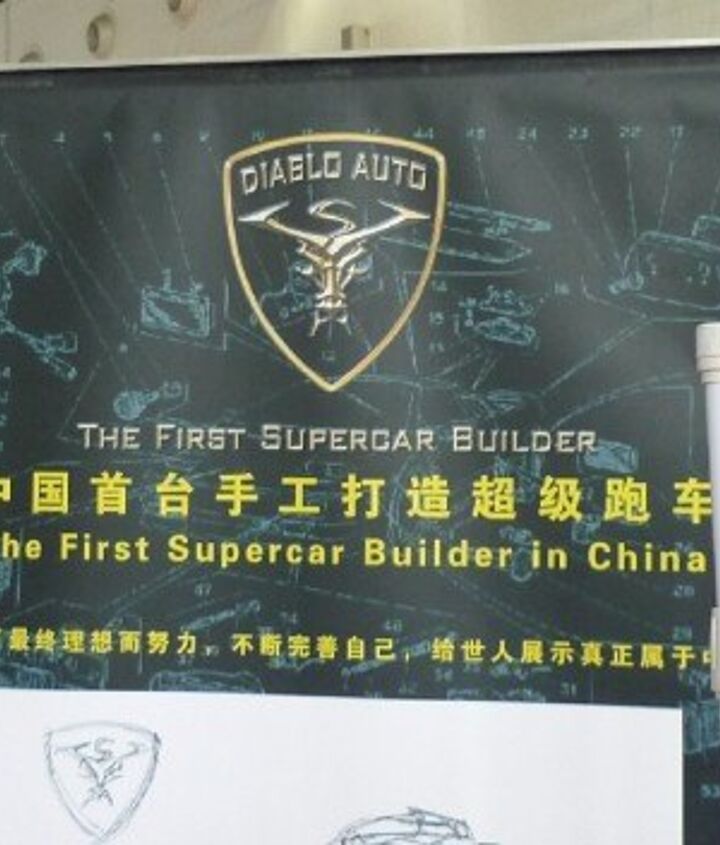 DIABLO AUTO
THE FIRST SUPERCAR BUILDER
中国首台手工打造超级跑车
he First Supercar Builder in China
最终理想而努力，不断完善自己，给世人展示真正属于